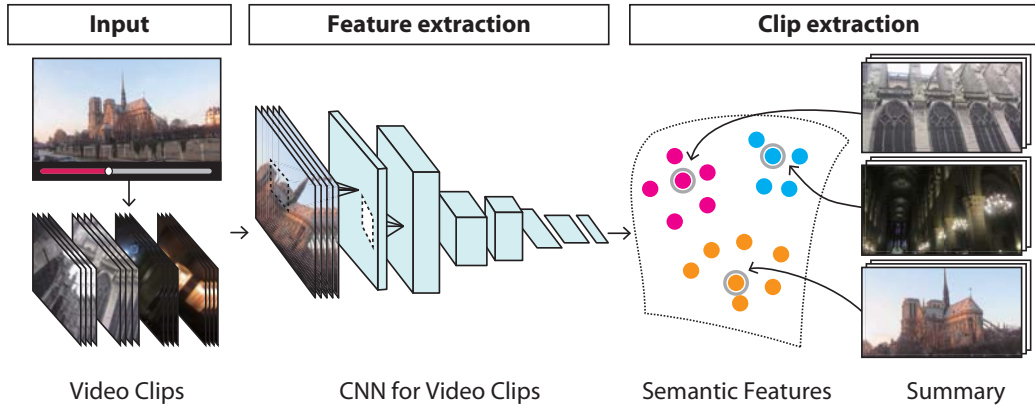 Input
Feature extraction
Clip extraction
Video Clips
CNN for Video Clips
Semantic Features
Summary